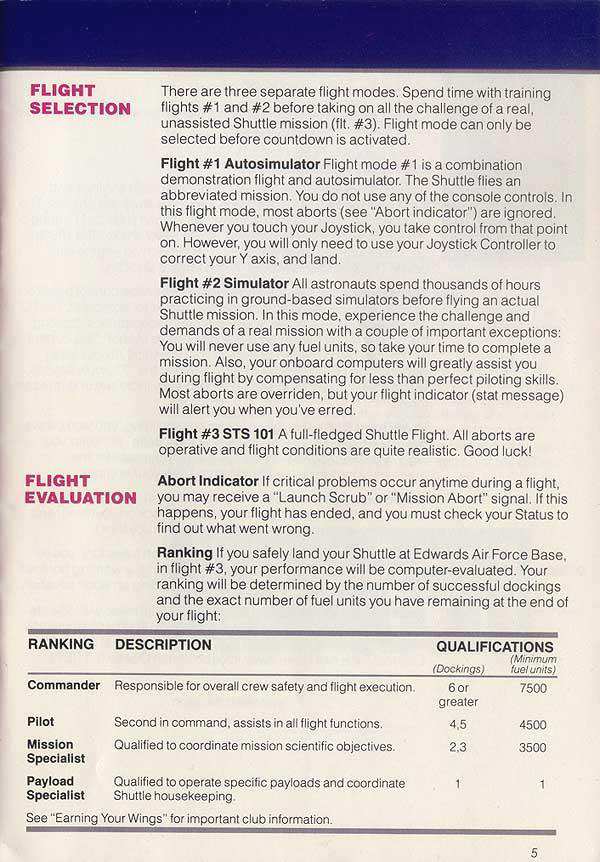 FLIGHT
SELECTION
There are three separate flight modes. Spend time with training
flights #1 and #2 before taking on all the challenge of a real,
unassisted Shuttle mission (flt. #3). Flight mode can only be
selected before countdown is activated.
Flight #1 Autosimulator Flight mode #1 is a combination
demonstration flight and autosimulator. The Shuttle flies an
abbreviated mission. You do not use any of the console controls. In
this flight mode, most aborts (see "Abort indicator") are ignored.
Whenever you touch your Joystick, you take control from that point
on. However, you will only need to use your Joystick Controller to
correct your Y axis, and land.
Flight #2 Simulator All astronauts spend thousands of hours
practicing in ground-based simulators before flying an actual
Shuttle mission. In this mode, experience the challenge and
demands of a real mission with a couple of important exceptions:
You will never use any fuel units, so take your time to complete a
mission. Also, your onboard computers will greatly assist you
during flight by compensating for less than perfect piloting skills.
Most aborts are overriden, but your flight indicator (stat message)
will alert you when you've erred.
Flight #3 STS 101 A full-fledged Shuttle Flight. All aborts are
operative and flight conditions are quite realistic. Good luck!
FLIGHT
EVALUATION
Abort Indicator If critical problems occur anytime during a flight,
you may receive a "Launch Scrub" or "Mission Abort" signal. If this
happens, your flight has ended, and you must check your Status to
find out what went wrong.
Ranking If you safely land your Shuttle at Edwards Air Force Base,
in flight #3, your performance will be computer-evaluated. Your
ranking will be determined by the number of successful dockings
and the exact number of fuel units you have remaining at the end of
your flight:
RANKING DESCRIPTION QUALIFICATIONS
(Dockings) (Minimum
fuel units)
Commander Responsible for overall crew safety and flight execution. 6 or 7500
greater
Pilot Second in command, assists in all flight functions. 4,5 4500
Mission Qualified to coordinate mission scientific objectives. 2,3 3500
Specialist
Payload Qualified to operate specific payloads and coordinate 1 1
Specialist Shuttle housekeeping.
See "Earning Your Wings" for important club information.
5